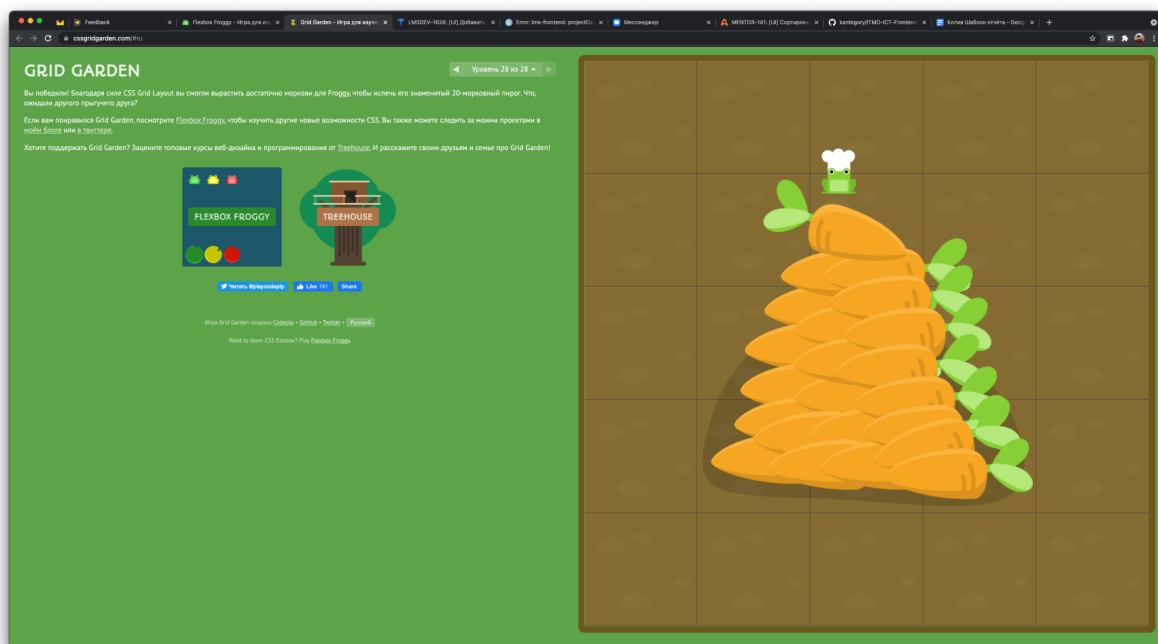 Feedback
Flexbox Froggy - Игра для из
Grid Garden - Игра для изуче
LMSDEV-1828: [UI] Добавить
Error: lms-frontend: projectDo
Мессенджер
MENTOR-141: [UI] Сортировк
kantegory/ITMO-ICT-Frontend
Копия Шаблон отчёта – Goog
cssgridgarden.com/#ru
GRID GARDEN
Уровень 28 из 28
Вы победили! Благодаря силе CSS Grid Layout вы смогли вырастить достаточно моркови для Froggy, чтобы испечь его знаменитый 20-морковный пирог. Что,
ожидали другого прыгучего друга?
Если вам понравился Grid Garden, посмотрите Flexbox Froggy, чтобы изучить другие новые возможности CSS. Вы также можете следить за моими проектами в
моём блоге или в твиттере.
Хотите поддержать Grid Garden? Зацените топовые курсы веб-дизайна и программирования от Treehouse. И расскажите своим друзьям и семье про Grid Garden!
FLEXBOX FROGGY
TREEHOUSE
Читать @playcodepip
Like 741
Share
Игра Grid Garden создана Codepip • GitHub • Twitter • Русский
Want to learn CSS flexbox? Play Flexbox Froggy.